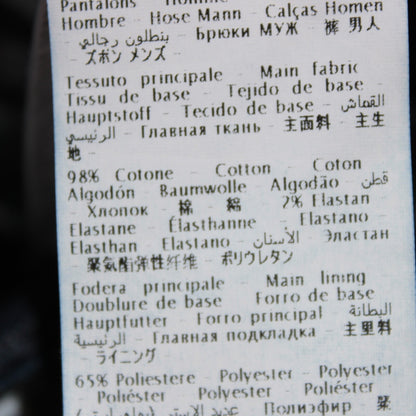 Pantalons Homme
Hombre - Hose Mann - Calças Homen
- بنطلون رجالي - Брюки МУЖ - 裤 男人
- ズボン メンズ -
Tessuto principale - Main fabric
Tissu de base - Tejido de base -
Hauptstoff - Tecido de base - القماش
الرئيسي - Главная ткань - 主面料 - 主生
地 -
98% Cotone - Cotton - Coton
Algodón - Baumwolle - Algodão - قطن
- Хлопок - 棉 - 綿 2% Elastan -
Elastane - Élasthanne - Elastano -
Elasthan - Elastano - الأستان - Эластан
- 聚氨酯弹性纤维 - ポリウレタン
Fodera principale - Main lining
Doublure de base - Forro de base
Hauptfutter - Forro principal - البطانة
الرئيسية - Главная подкладка - 主里料
- ライニング
65% Poliestere - Polyester - Polyester
- Poliéster - Polyester - Poliéster
- Полиэфир - 聚